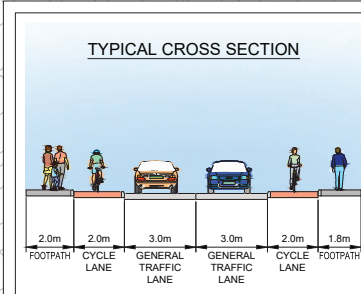 TYPICAL CROSS SECTION
2.0m 2.0m 3.0m 3.0m 2.0m 1.8m
FOOTPATH CYCLE LANE GENERAL TRAFFIC LANE GENERAL TRAFFIC LANE CYCLE LANE FOOTPATH